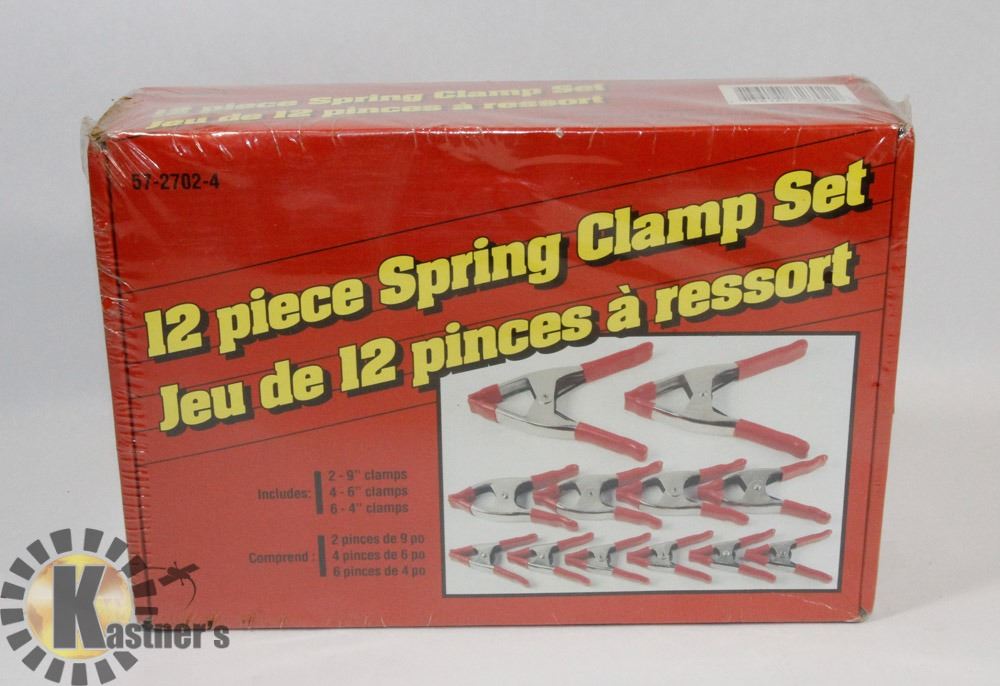 12 piece Spring Clamp Set
Jeu de 12 pinces à ressort
57-2702-4
12 piece Spring Clamp Set
Jeu de 12 pinces à ressort
Includes:
2 - 9" clamps
4 - 6" clamps
6 - 4" clamps
Comprend :
2 pinces de 9 po
4 pinces de 6 po
6 pinces de 4 po
Kastner's